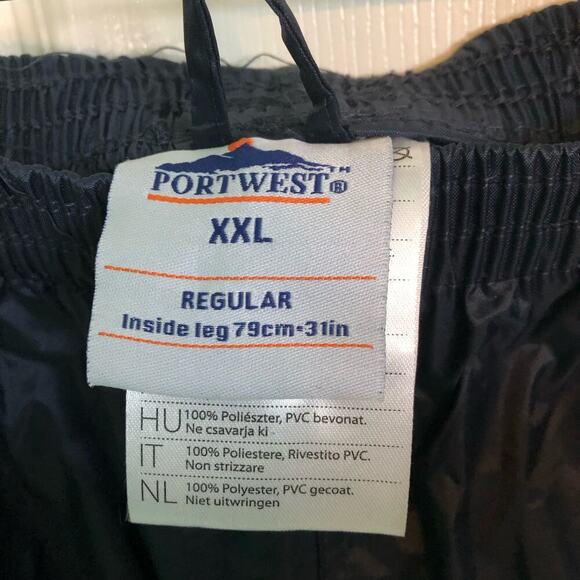 PORTWEST®
TM
XXL
REGULAR
Inside leg 79cm-31in
HU 100% Poliészter, PVC bevonat.
Ne csavarja ki
IT 100% Poliestere, Rivestito PVC.
Non strizzare
NL 100% Polyester, PVC gecoat.
Niet uitwringen